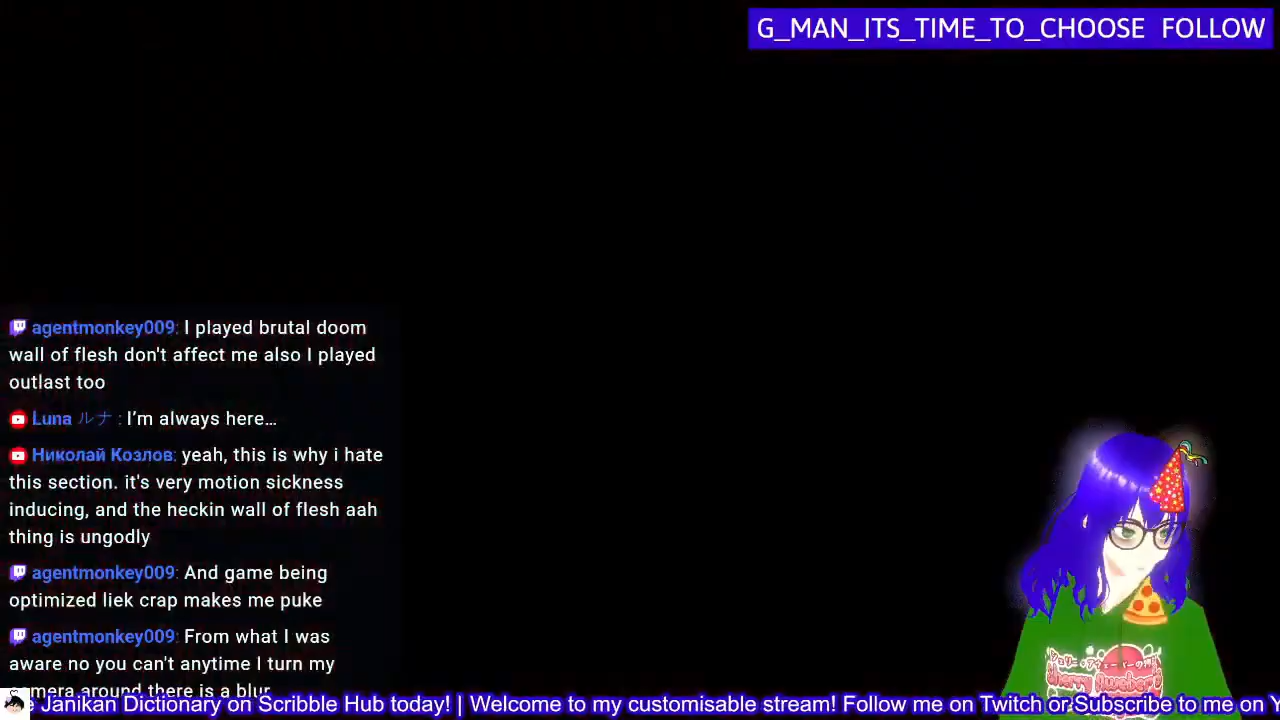 G_MAN_ITS_TIME_TO_CHOOSE FOLLOW
agentmonkey009: I played brutal doom
wall of flesh don't affect me also I played
outlast too
Luna ルナ : I’m always here…
Николай Козлов: yeah, this is why i hate
this section. it's very motion sickness
inducing, and the heckin wall of flesh aah
thing is ungodly
agentmonkey009: And game being
optimized liek crap makes me puke
agentmonkey009: From what I was
aware no you can't anytime I turn my
camera around there is a blur
Janikan Dictionary on Scribble Hub today! | Welcome to my customisable stream! Follow me on Twitch or Subscribe to me on Y